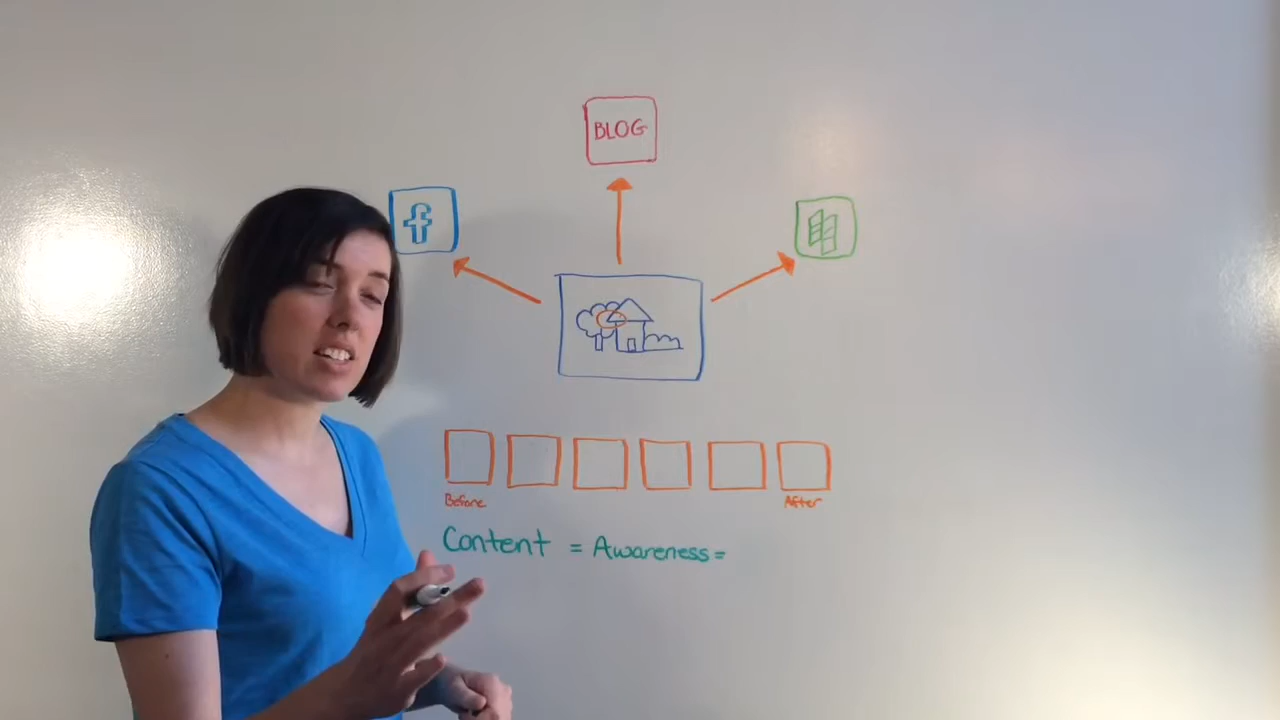 BLOG
f
Before
After
Content = Awareness =